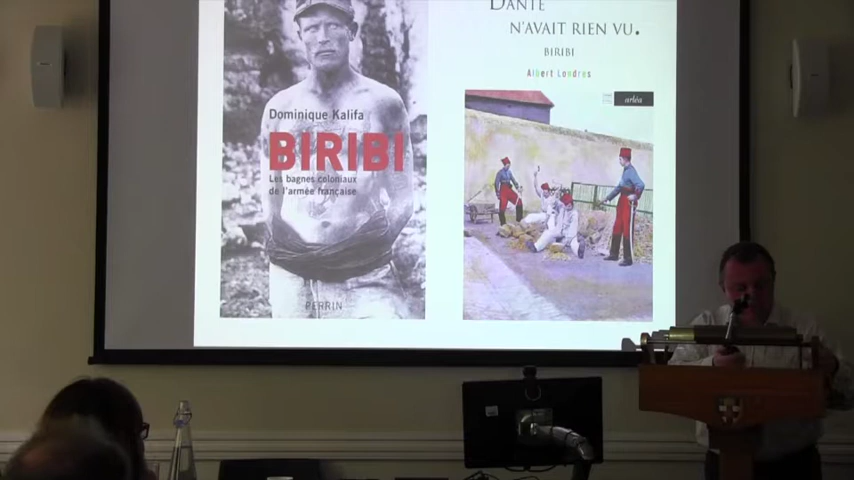 Dominique Kalifa
BIRIBI
Les bagnes coloniaux
de l'armée française
PERRIN
DANTE
N'AVAIT RIEN VU.
BIRIBI
Albert Londres
arléa